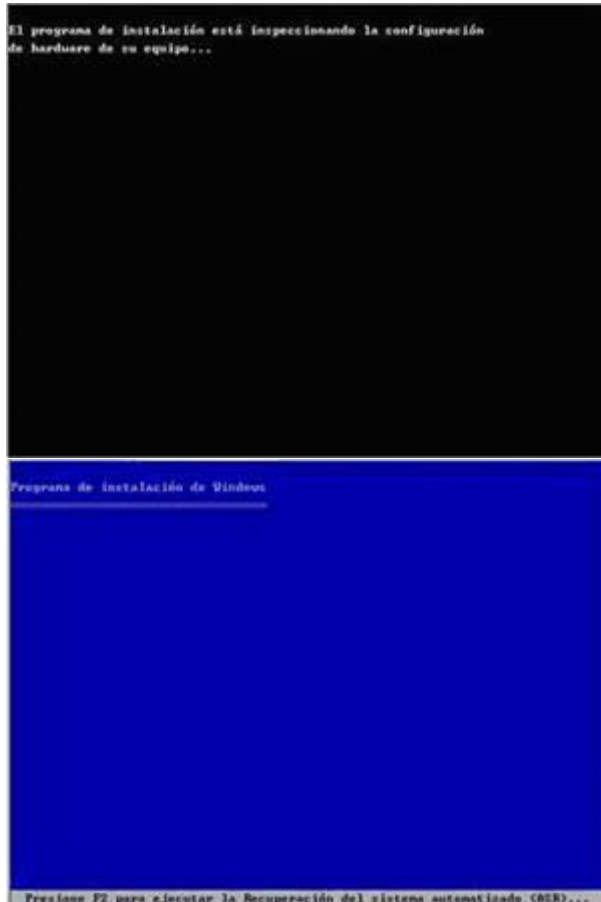 El programa de instalación está inspeccionando la configuración
de hardware de su equipo...
Programa de instalación de Windows
Presione F2 para ejecutar la Recuperación del sistema automatizado (ASR)...